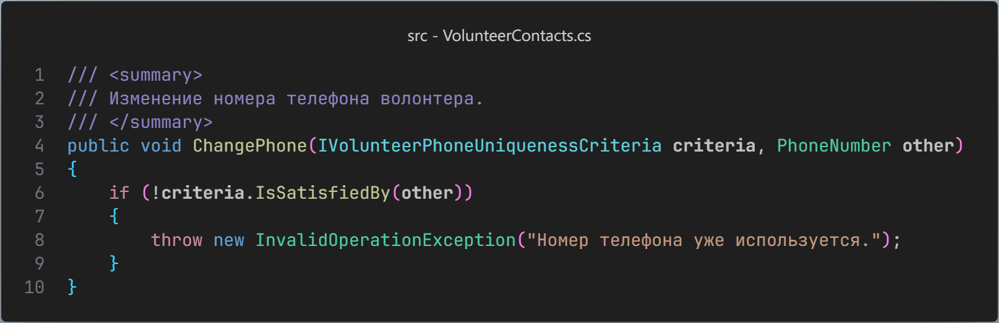 src - VolunteerContacts.cs
1 /// <summary>
2 /// Изменение номера телефона волонтера.
3 /// </summary>
4 public void ChangePhone(IVolunteerPhoneUniquenessCriteria criteria, PhoneNumber other)
5 {
6     if (!criteria.IsSatisfiedBy(other))
7     {
8         throw new InvalidOperationException("Номер телефона уже используется.");
9     }
10 }